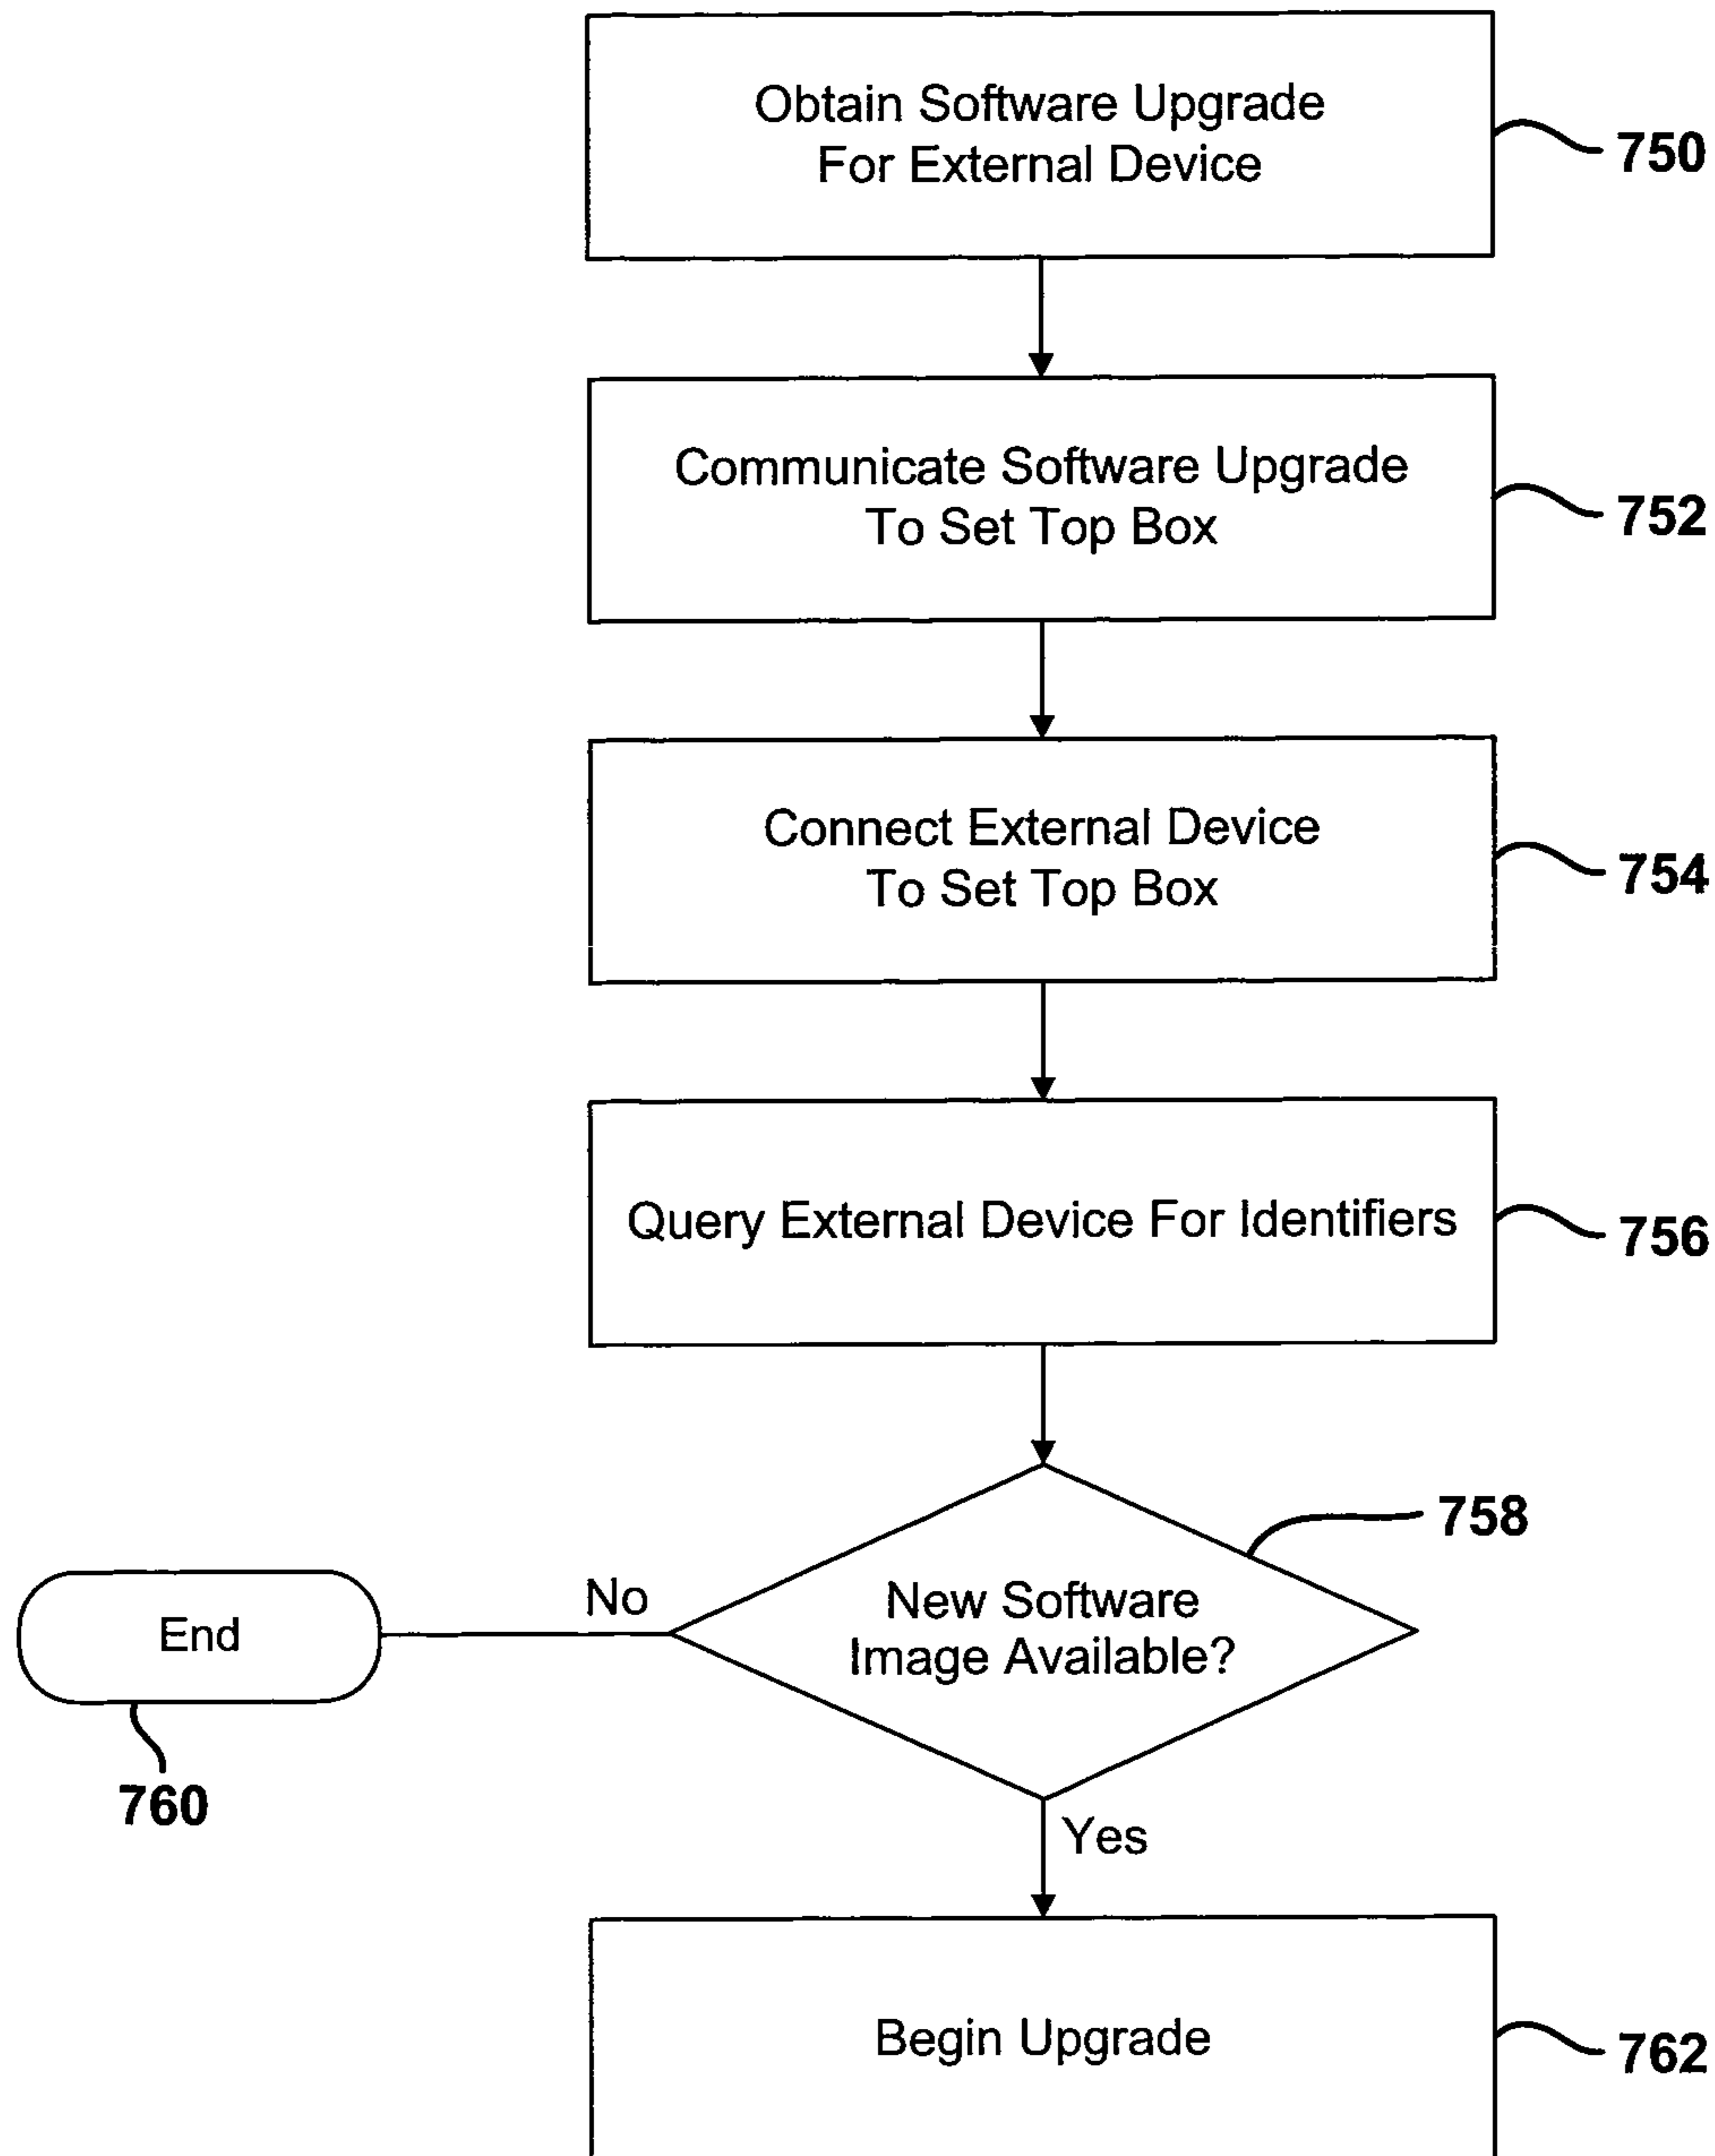 Obtain Software Upgrade
For External Device
750
Communicate Software Upgrade
To Set Top Box
752
Connect External Device
To Set Top Box
754
Query External Device For Identifiers
756
758
New Software
Image Available?
No
End
760
Yes
Begin Upgrade
762